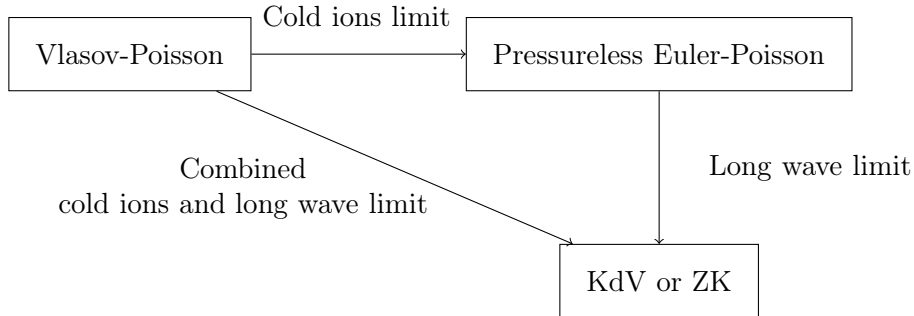 Cold ions limit
Vlasov-Poisson
Pressureless Euler-Poisson
Combined
cold ions and long wave limit
Long wave limit
KdV or ZK